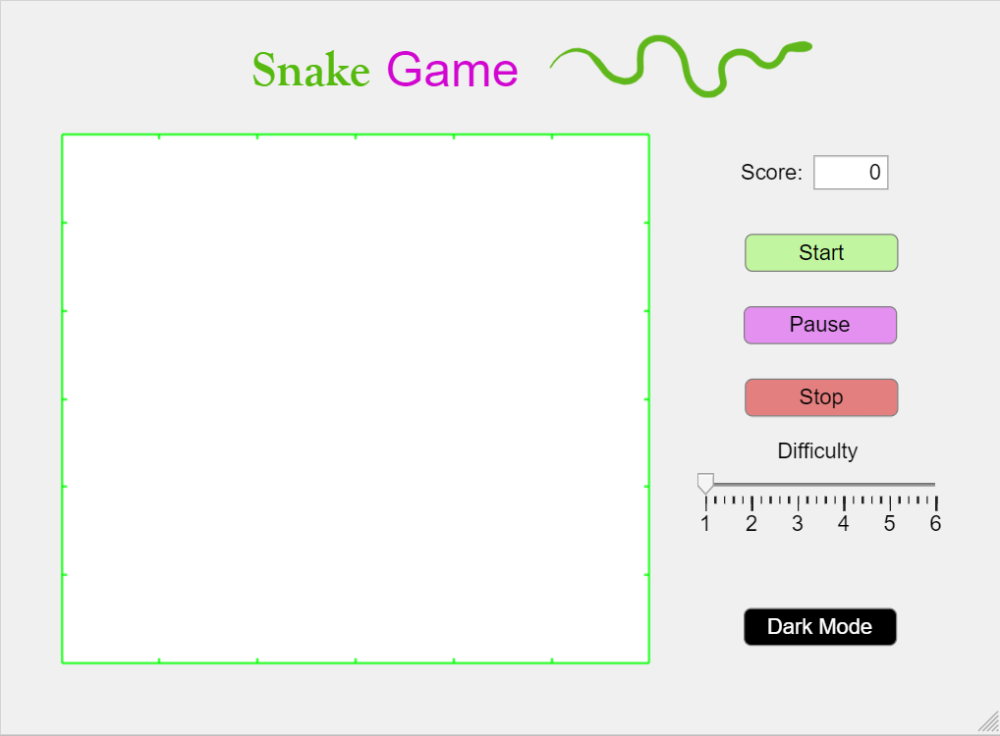 Snake Game
Score: 0
Start
Pause
Stop
Difficulty
1 2 3 4 5 6
Dark Mode